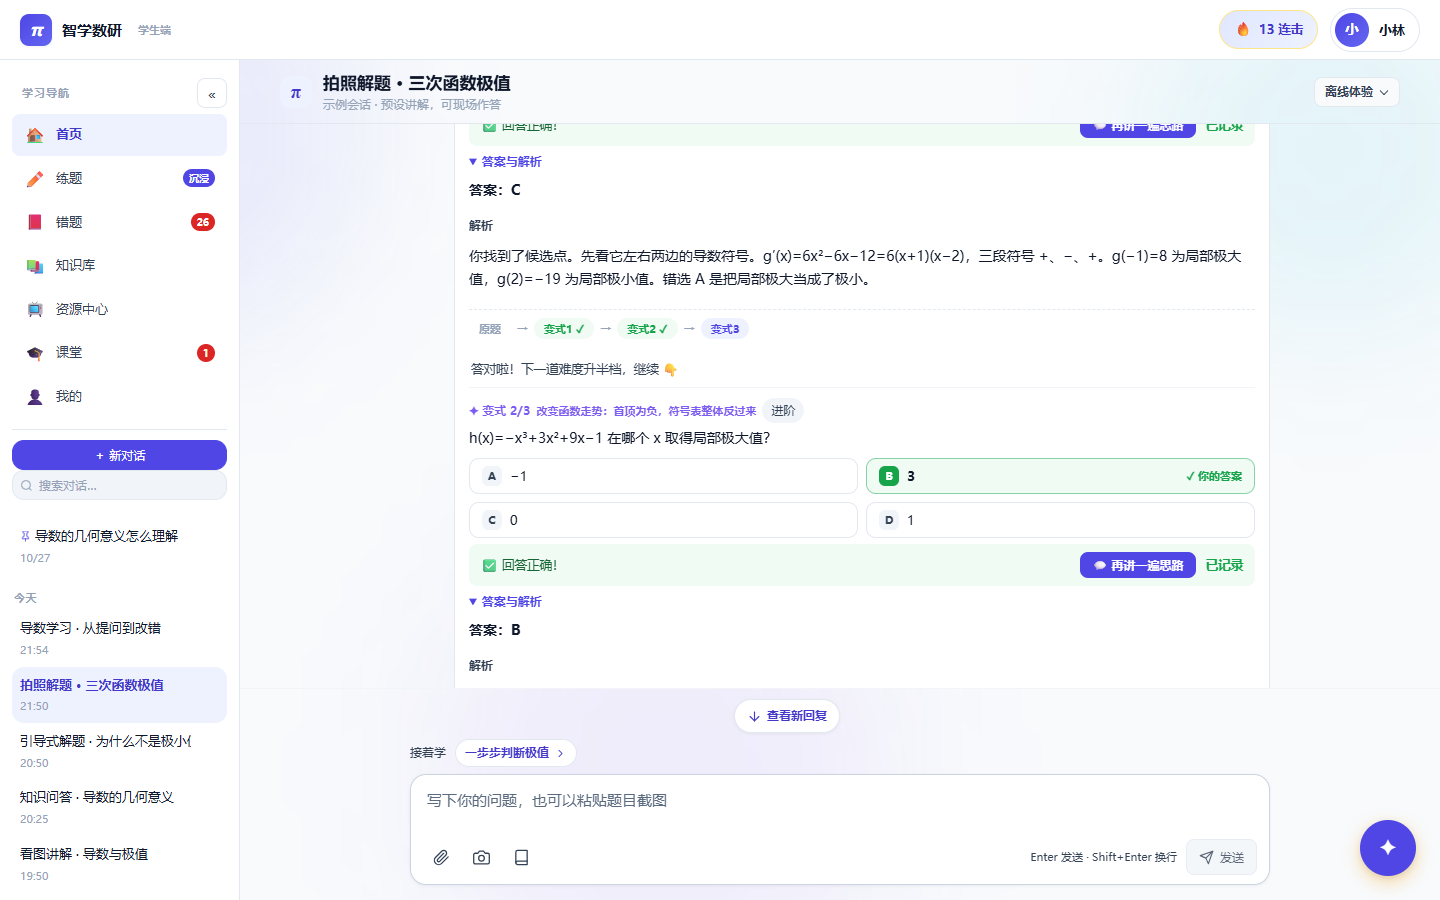 π 智学数研 学生端
13 连击
小 小林
学习导航 «
首页
练题 沉浸
错题 26
知识库
资源中心
课堂 1
我的
+ 新对话
搜索对话...
导数的几何意义怎么理解
10/27
今天
导数学习 · 从提问到改错
21:54
拍照解题 • 三次函数极值
21:50
引导式解题 · 为什么不是极小值
20:50
知识问答 · 导数的几何意义
20:25
看图讲解 · 导数与极值
19:50
π 拍照解题 • 三次函数极值
示例会话 · 预设讲解，可现场作答
离线体验
回答正确！ 再讲一遍思路 已记录
▼ 答案与解析
答案：C
解析
你找到了候选点。先看它左右两边的导数符号。g′(x)=6x²−6x−12=6(x+1)(x−2)，三段符号 +、−、+。g(−1)=8 为局部极大
值，g(2)=−19 为局部极小值。错选 A 是把局部极大当成了极小。
原题 → 变式1 ✓ → 变式2 ✓ → 变式3
答对啦！下一道难度升半档，继续 👇
✦ 变式 2/3 改变函数走势：首项为负，符号表整体反过来 进阶
h(x)=−x³+3x²+9x−1 在哪个 x 取得局部极大值？
A −1
B 3 ✓ 你的答案
C 0
D 1
回答正确！ 再讲一遍思路 已记录
▼ 答案与解析
答案：B
解析
↓ 查看新回复
接着学 一步步判断极值 ›
写下你的问题，也可以粘贴题目截图
Enter 发送 · Shift+Enter 换行 发送